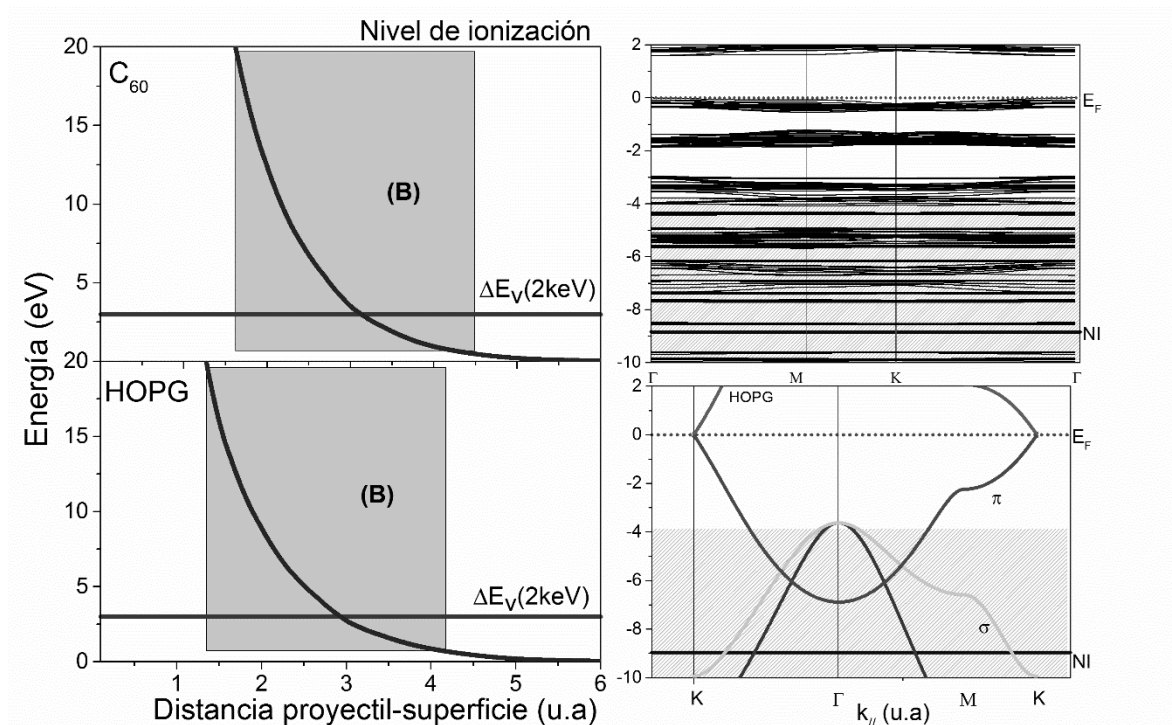 Nivel de ionización
C60
20
15
10
5
(B)
ΔEV(2keV)
Energía (eV)
HOPG
20
15
10
5
0
(B)
ΔEV(2keV)
1
2
3
4
5
6
Distancia proyectil-superficie (u.a)
2
0
-2
-4
-6
-8
-10
EF
NI
Γ
M
K
Γ
HOPG
2
0
-2
-4
-6
-8
-10
EF
π
σ
NI
K
Γ
M
K
k// (u.a)